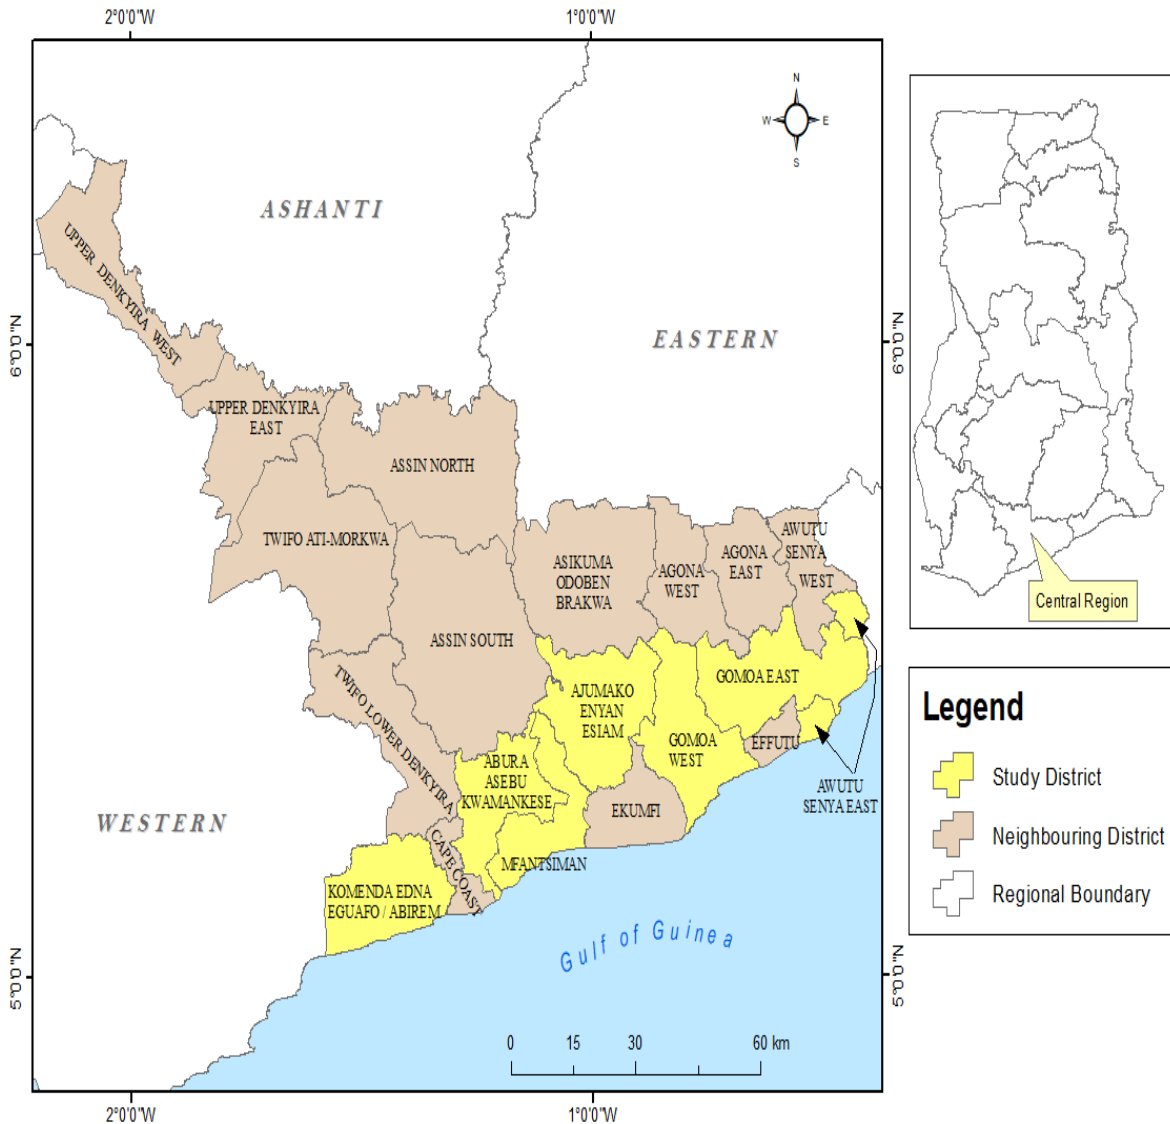 2°0'0"W
1°0'0"W
N
W
E
S
ASHANTI
EASTERN
WESTERN
6°0'0"N
6°0'0"N
UPPER DENKYIRA WEST
UPPER DENKYIRA
EAST
ASSIN NORTH
TWIFO ATI-MORKWA
ASIKUMA
ODOBEN
BRAKWA
AGONA
WEST
AGONA
EAST
AWUTU
SENYA
WEST
ASSIN SOUTH
TWIFO LOWER DENKYIRA
AJUMAKO
ENYAN
ESIAM
GOMOA EAST
GOMOA
WEST
EFFUTU
ABURA
ASEBU
KWAMANKESE
AWUTU
SENYA EAST
EKUMFI
MFANTSIMAN
CAPE COAST
KOMENDA EDNA
EGUAFO / ABIREM
Gulf of Guinea
5°0'0"N
5°0'0"N
0 15 30 60 km
2°0'0"W
1°0'0"W
Central Region
Legend
Study District
Neighbouring District
Regional Boundary